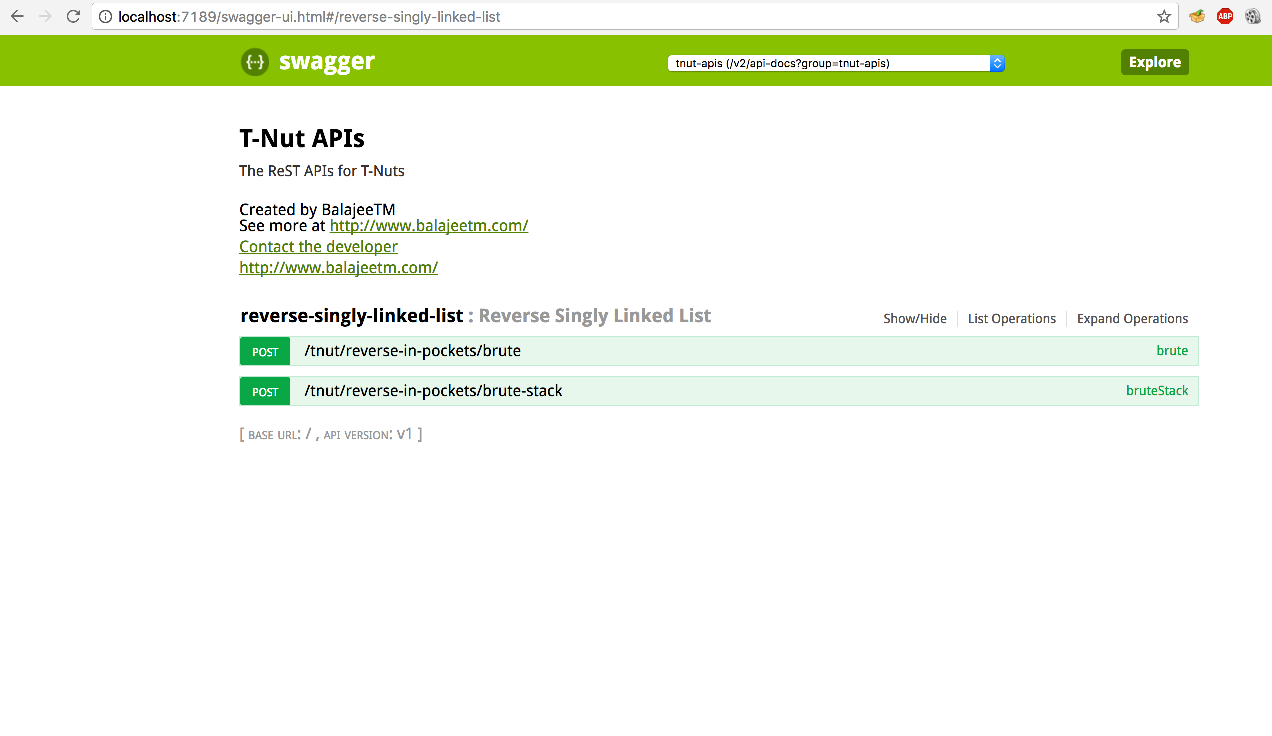 localhost:7189/swagger-ui.html#/reverse-singly-linked-list
ABP
{··} swagger
tnut-apis (/v2/api-docs?group=tnut-apis)
Explore
T-Nut APIs
The ReST APIs for T-Nuts
Created by BalajeeTM
See more at http://www.balajeetm.com/
Contact the developer
http://www.balajeetm.com/
reverse-singly-linked-list : Reverse Singly Linked List
Show/Hide
List Operations
Expand Operations
POST /tnut/reverse-in-pockets/brute brute
POST /tnut/reverse-in-pockets/brute-stack bruteStack
[ BASE URL: / , API VERSION: v1 ]